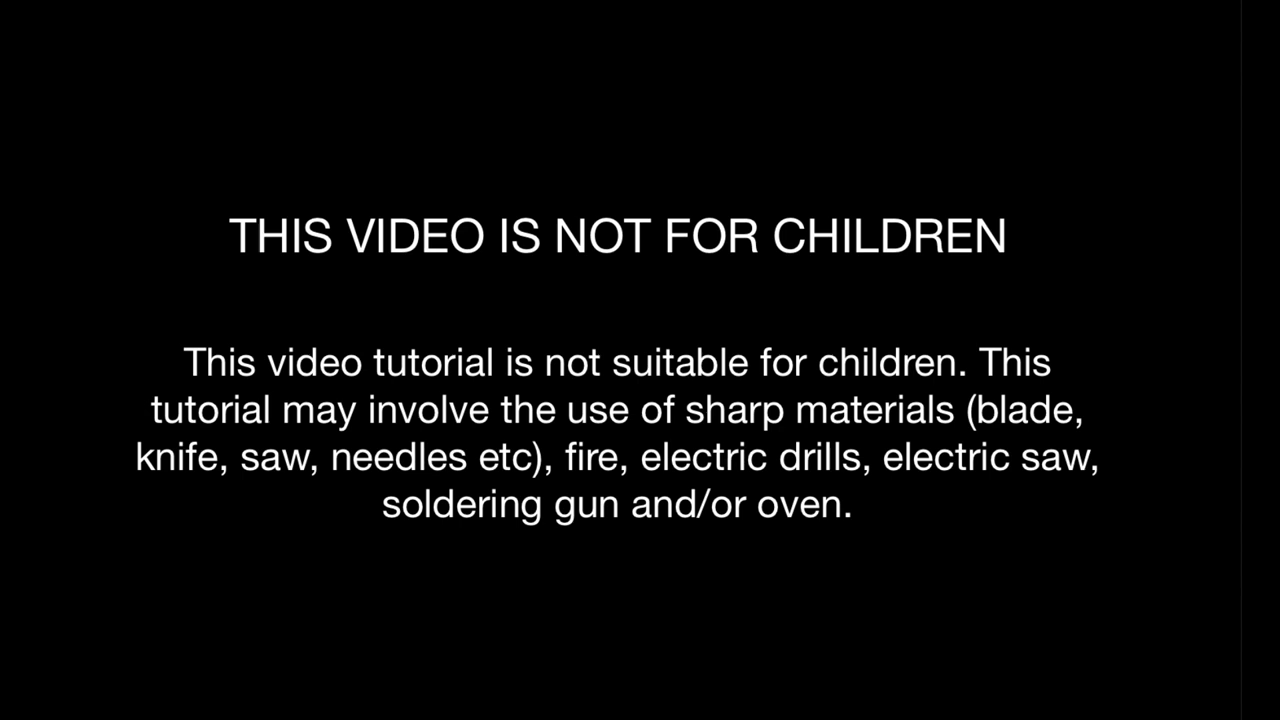 THIS VIDEO IS NOT FOR CHILDREN
This video tutorial is not suitable for children. This
tutorial may involve the use of sharp materials (blade,
knife, saw, needles etc), fire, electric drills, electric saw,
soldering gun and/or oven.